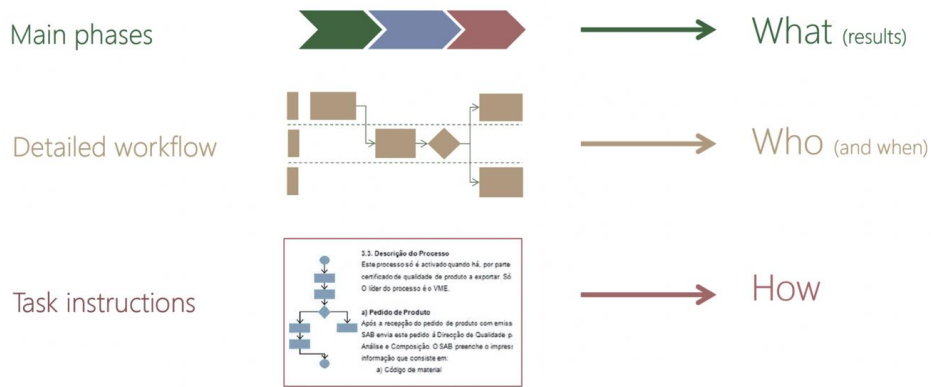 Main phases
What (results)
Detailed workflow
Who (and when)
Task instructions
3.3. Descrição do Processo
Este processo só é activado quando há, por parte
certificado de qualidade de produto a exportar. Só
O líder do processo é o VME.
a) Pedido de Produto
Após a recepção do pedido de produto com emiss
SAB envia este pedido á Direcção de Qualidade p
Análise e Composição. O SAB preenche o impres
informação que consiste em:
a) Código de material
How